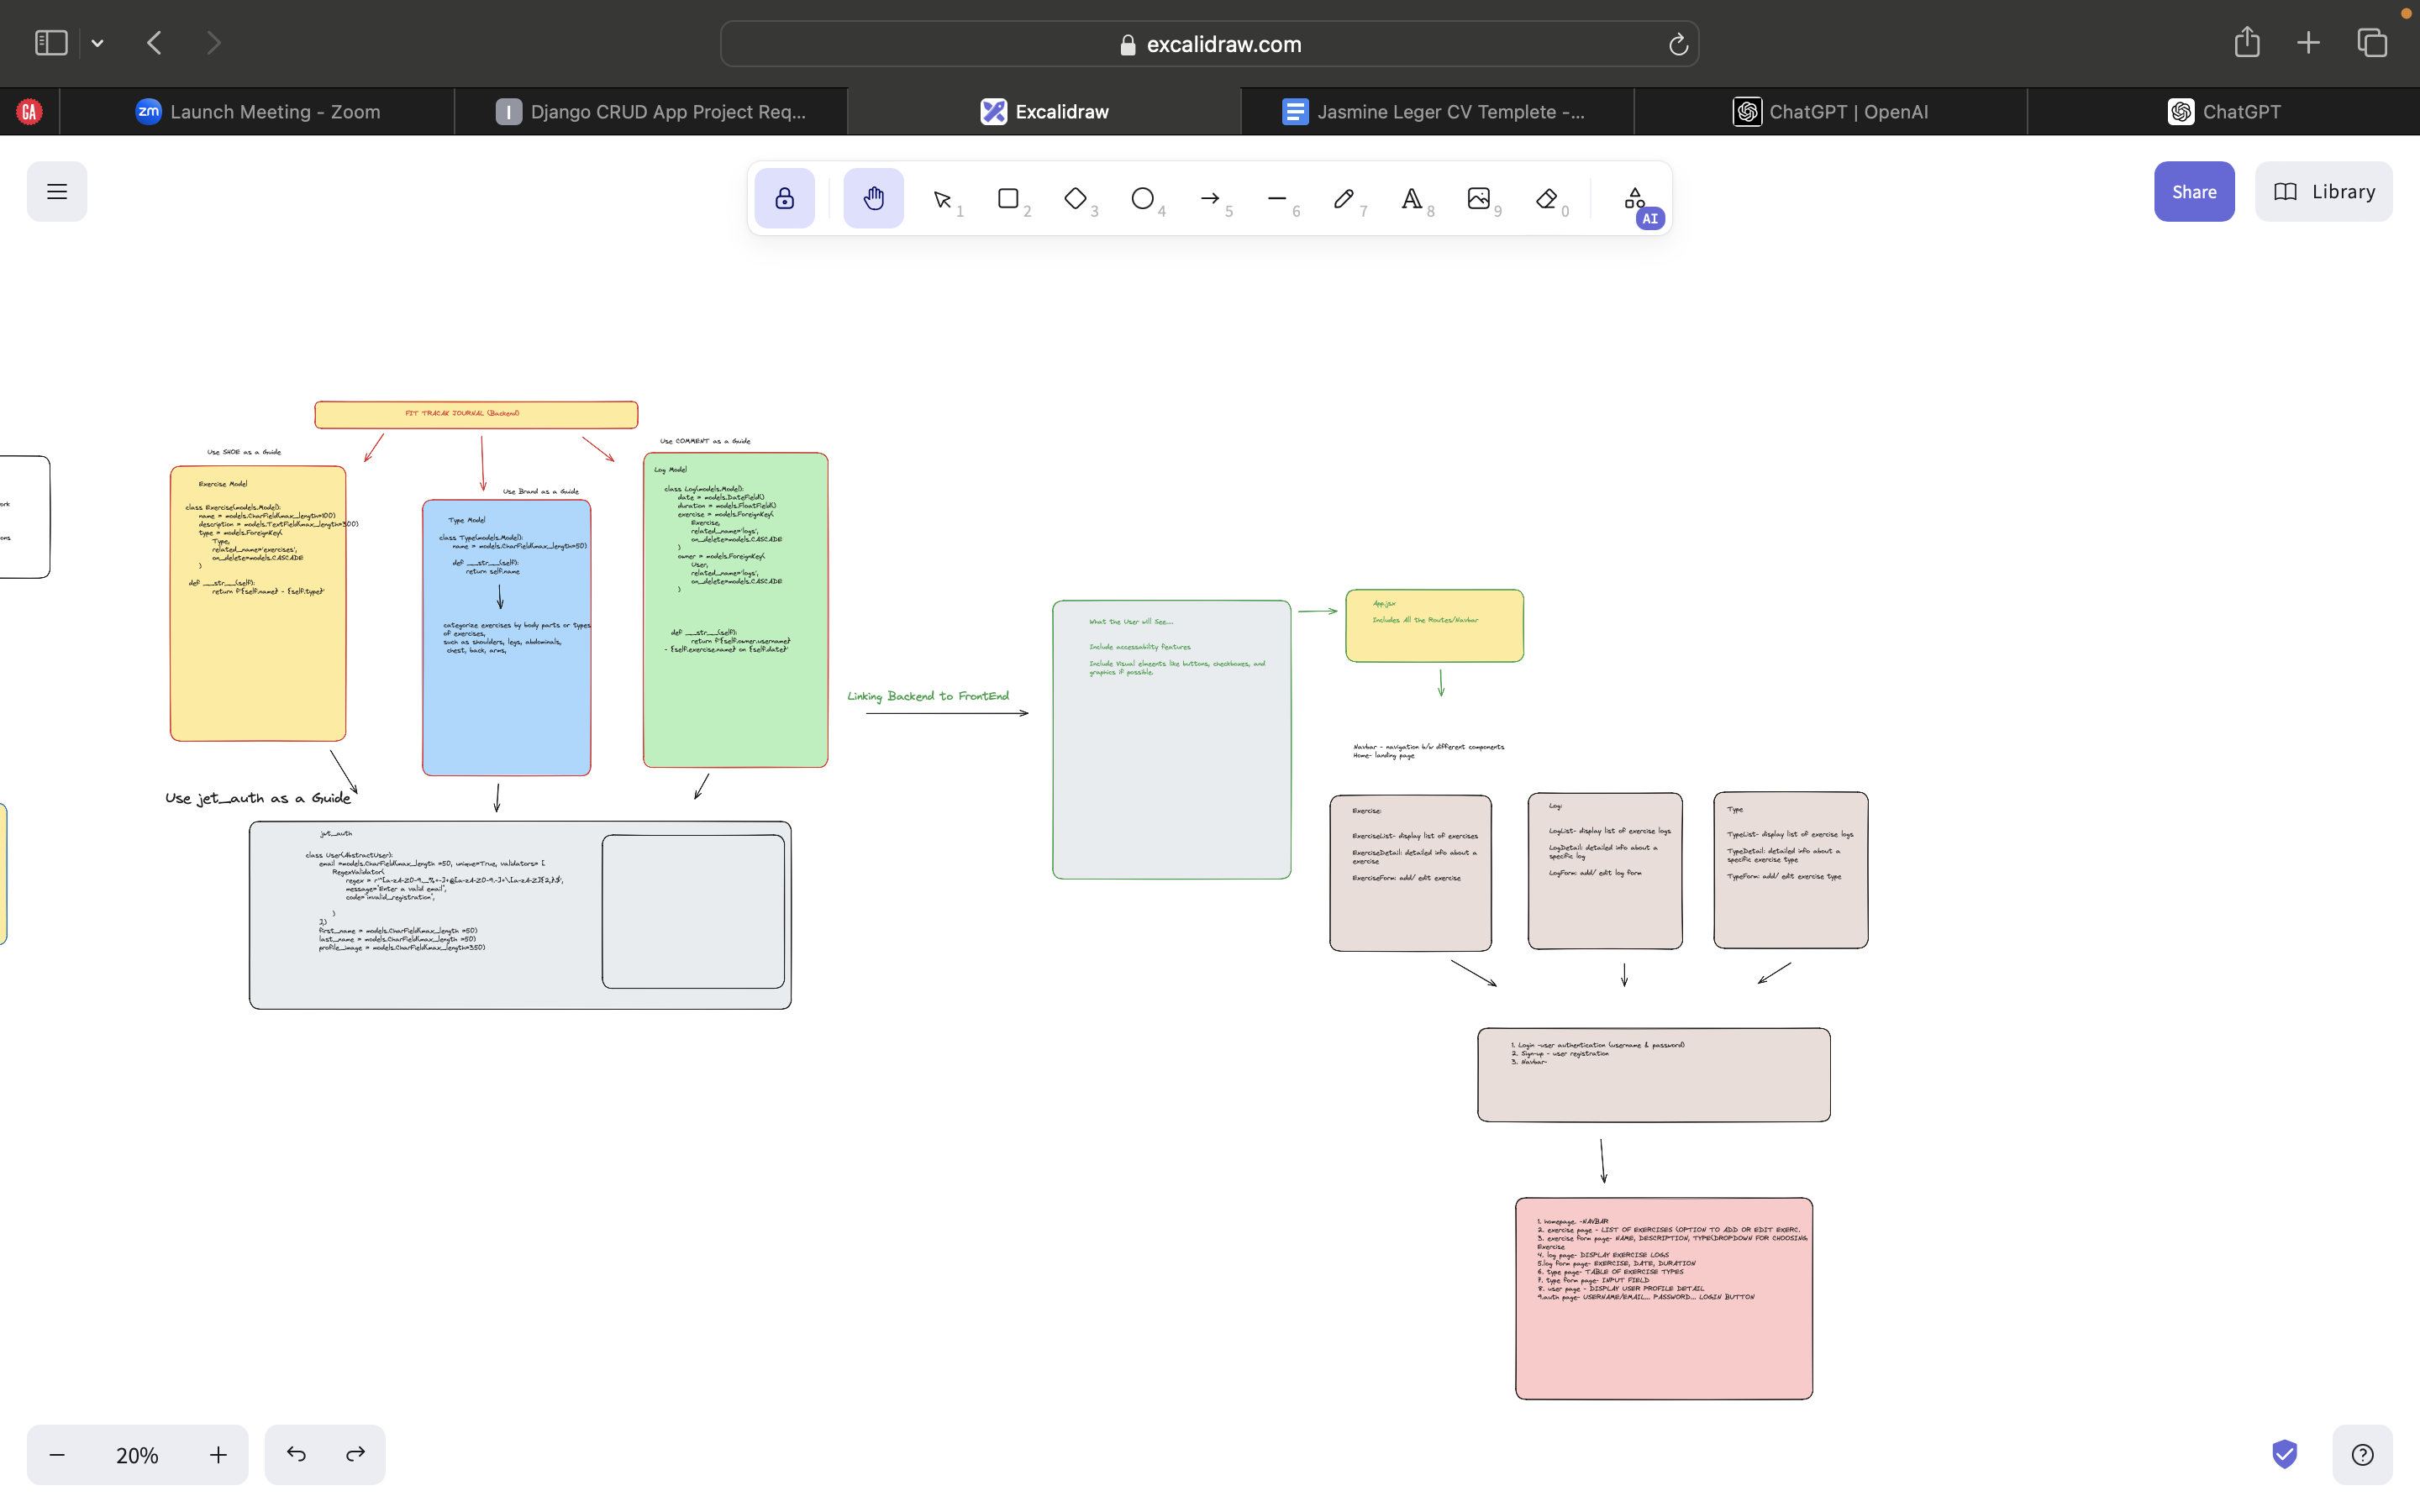 excalidraw.com
GA
zm Launch Meeting - Zoom
I Django CRUD App Project Req...
Excalidraw
Jasmine Leger CV Templete -...
ChatGPT | OpenAI
ChatGPT
1 2 3 4 5 6 7 8 9 0 AI
Share
Library
ork
ons
FIT TRACAK JOURNAL (Backend)
Use SHOE as a Guide
Exercise Model
class Exercise(models.Model):
name = models.CharField(max_length=100)
description = models.TextField(max_length=300)
type = models.ForeignKey(
Type,
related_name='exercises',
on_delete=models.CASCADE
)
def __str__(self):
return f'{self.name} - {self.type}'
Use Brand as a Guide
Type Model
class Type(models.Model):
name = models.CharField(max_length=50)
def __str__(self):
return self.name
categorize exercises by body parts or types
of exercises,
such as shoulders, legs, abdominals,
chest, back, arms,
Use COMMENT as a Guide
Log Model
class Log(models.Model):
date = models.DateField()
duration = models.FloatField()
exercise = models.ForeignKey(
Exercise,
related_name='logs',
on_delete=models.CASCADE
)
owner = models.ForeignKey(
User,
related_name='logs',
on_delete=models.CASCADE
)
def __str__(self):
return f'{self.owner.username}
- {self.exercise.name} on {self.date}'
Use jet_auth as a Guide
jwt_auth
class User(AbstractUser):
email =models.CharField(max_length =50, unique=True, validators= [
RegexValidator(
message='Enter a valid email',
code='invalid_registration',
)
])
first_name = models.CharField(max_length =50)
last_name = models.CharField(max_length =50)
profile_image = models.CharField(max_length=350)
Linking Backend to FrontEnd
What the User will See....
Include accessability features
Include Visual elmeents like buttons, checkboxes, and
graphics if possible.
App.jsx
Includes All the Routes/Navbar
Navbar - navigation b/w different components
Home- landing page
Exercise:
ExerciseList- display list of exercises
ExerciseDetail: detailed info about a
exercise
ExerciseForm: add/ edit exercise
Log:
LogList- display list of exercise logs
LogDetail: detailed info about a
specific log
LogForm: add/ edit log form
Type
TypeList- display list of exercise logs
TypeDetail: detailed info about a
specific exercise type
TypeForm: add/ edit exercise type
1. Login -user authentication (username & password)
2. Sign-up - user registration
3. Navbar-
1. homepage. -NAVBAR
2. exercise page - LIST OF EXERCISES (OPTION TO ADD OR EDIT EXERC.
3. exercise form page- NAME, DESCRIPTION, TYPE(DROPDOWN FOR CHOOSING
Exercise
4. log page- DISPLAY EXERCISE LOGS
5.log form page- EXERCISE, DATE, DURATION
6. type page- TABLE OF EXERCISE TYPES
7. type form page- INPUT FIELD
8. user page - DISPLAY USER PROFILE DETAIL
9.auth page- USERNAME/EMAIL... PASSWORD... LOGIN BUTTON
20%